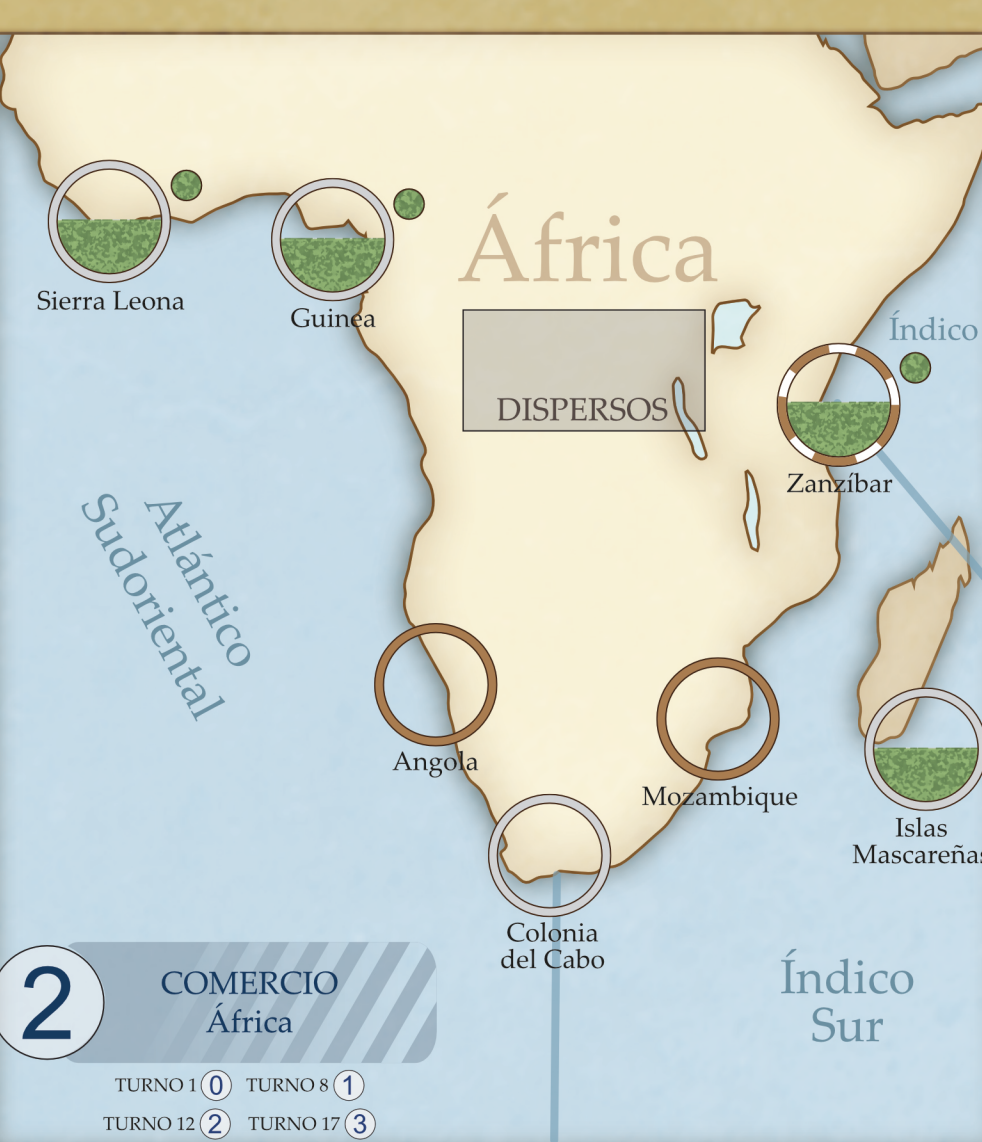 África
Sierra Leona
Guinea
Índico
DISPERSOS
Zanzíbar
Atlántico
Sudoriental
Angola
Mozambique
Islas
Mascareñas
Colonia
del Cabo
Índico
Sur
2
COMERCIO
África
TURNO 1 0 TURNO 8 1
TURNO 12 2 TURNO 17 3